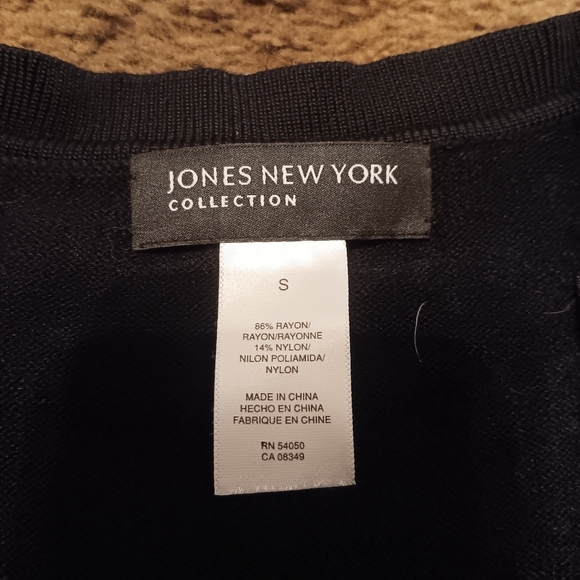 JONES NEW YORK
COLLECTION
S
86% RAYON/
RAYON/RAYONNE
14% NYLON/
NILON POLIAMIDA/
NYLON
MADE IN CHINA
HECHO EN CHINA
FABRIQUE EN CHINE
RN 54050
CA 08349